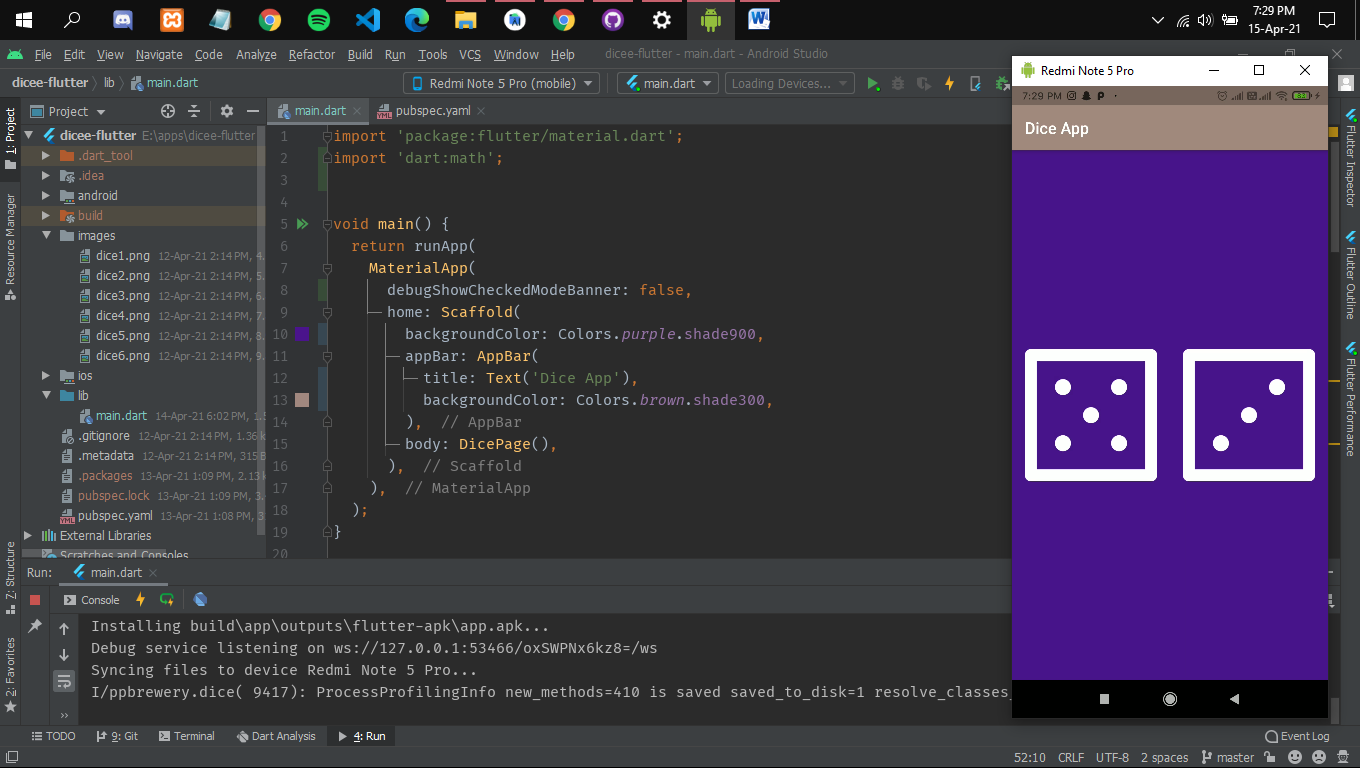 7:29 PM
15-Apr-21
File Edit View Navigate Code Analyze Refactor Build Run Tools VCS Window Help dicee-flutter - main.dart - Android Studio
dicee-flutter lib main.dart Redmi Note 5 Pro (mobile) main.dart Loading Devices...
Project main.dart pubspec.yaml
1: Project
Resource Manager
Z: Structure
2: Favorites
dicee-flutter E:\apps\dicee-flutter
.dart_tool
.idea
android
build
images
dice1.png 12-Apr-21 2:14 PM, 4.
dice2.png 12-Apr-21 2:14 PM, 5.
dice3.png 12-Apr-21 2:14 PM, 6.
dice4.png 12-Apr-21 2:14 PM, 7.
dice5.png 12-Apr-21 2:14 PM, 8.
dice6.png 12-Apr-21 2:14 PM, 9.
ios
lib
main.dart 14-Apr-21 6:02 PM, 1.5
.gitignore 12-Apr-21 2:14 PM, 1.36 k
.metadata 12-Apr-21 2:14 PM, 315 B
.packages 13-Apr-21 1:09 PM, 2.13
pubspec.lock 13-Apr-21 1:09 PM, 3.
pubspec.yaml 13-Apr-21 1:08 PM, 3
External Libraries
Scratches and Consoles
1 import 'package:flutter/material.dart';
2 import 'dart:math';
3
4
5 void main() {
6 return runApp(
7 MaterialApp(
8 debugShowCheckedModeBanner: false,
9 home: Scaffold(
10 backgroundColor: Colors.purple.shade900,
11 appBar: AppBar(
12 title: Text('Dice App'),
13 backgroundColor: Colors.brown.shade300,
14 ), // AppBar
15 body: DicePage(),
16 ), // Scaffold
17 ), // MaterialApp
18 );
19 }
20
Redmi Note 5 Pro
7:29 PM
Dice App
Flutter Inspector
Flutter Outline
Flutter Performance
Run: main.dart
Console
Installing build\app\outputs\flutter-apk\app.apk...
Debug service listening on ws://127.0.0.1:53466/oxSWPNx6kz8=/ws
Syncing files to device Redmi Note 5 Pro...
I/ppbrewery.dice( 9417): ProcessProfilingInfo new_methods=410 is saved saved_to_disk=1 resolve_classes_
TODO 9: Git Terminal Dart Analysis 4: Run Event Log
52:10 CRLF UTF-8 2 spaces master